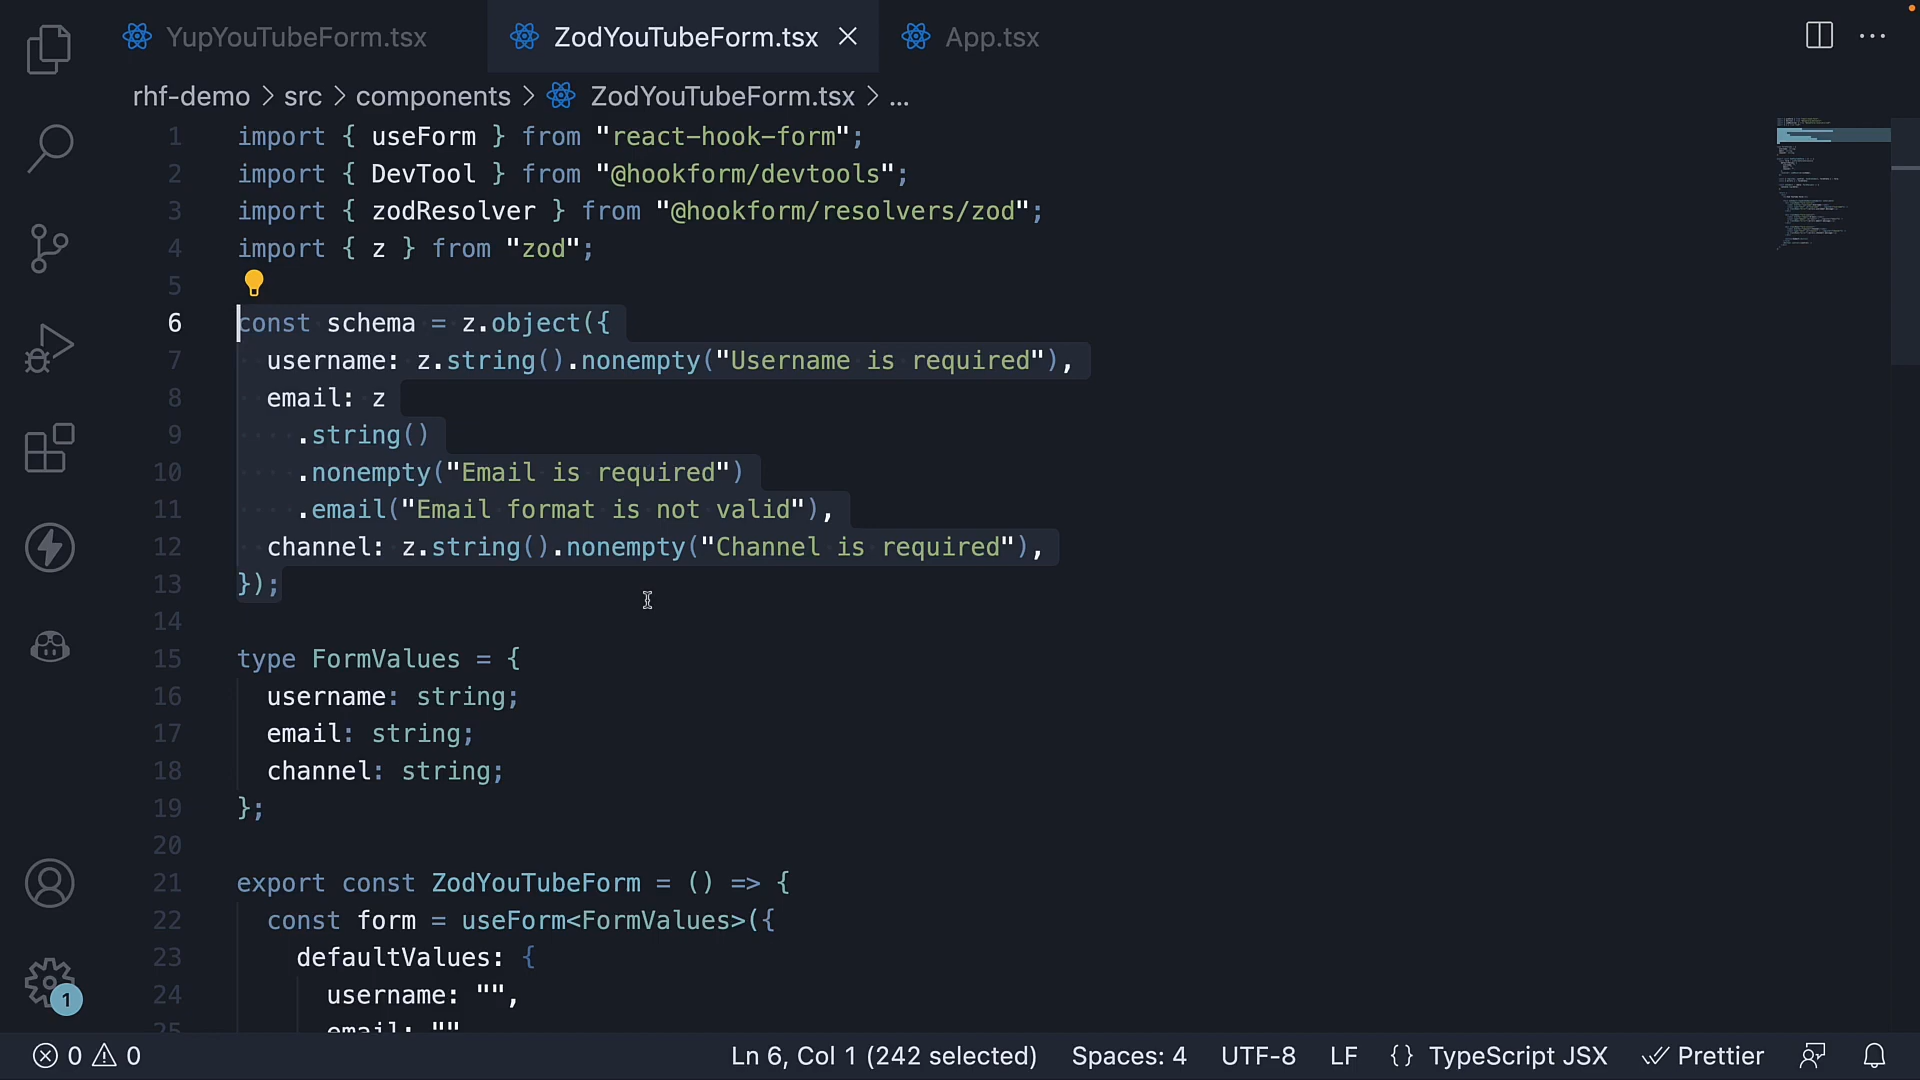 YupYouTubeForm.tsx
ZodYouTubeForm.tsx
App.tsx
rhf-demo > src > components > ZodYouTubeForm.tsx > ...
1 import { useForm } from "react-hook-form";
2 import { DevTool } from "@hookform/devtools";
3 import { zodResolver } from "@hookform/resolvers/zod";
4 import { z } from "zod";
5
6 const schema = z.object({
7 username: z.string().nonempty("Username is required"),
8 email: z
9 .string()
10 .nonempty("Email is required")
11 .email("Email format is not valid"),
12 channel: z.string().nonempty("Channel is required"),
13 });
14
15 type FormValues = {
16 username: string;
17 email: string;
18 channel: string;
19 };
20
21 export const ZodYouTubeForm = () => {
22 const form = useForm<FormValues>({
23 defaultValues: {
24 username: "",
25 email: ""
1
0 0 Ln 6, Col 1 (242 selected) Spaces: 4 UTF-8 LF {} TypeScript JSX Prettier